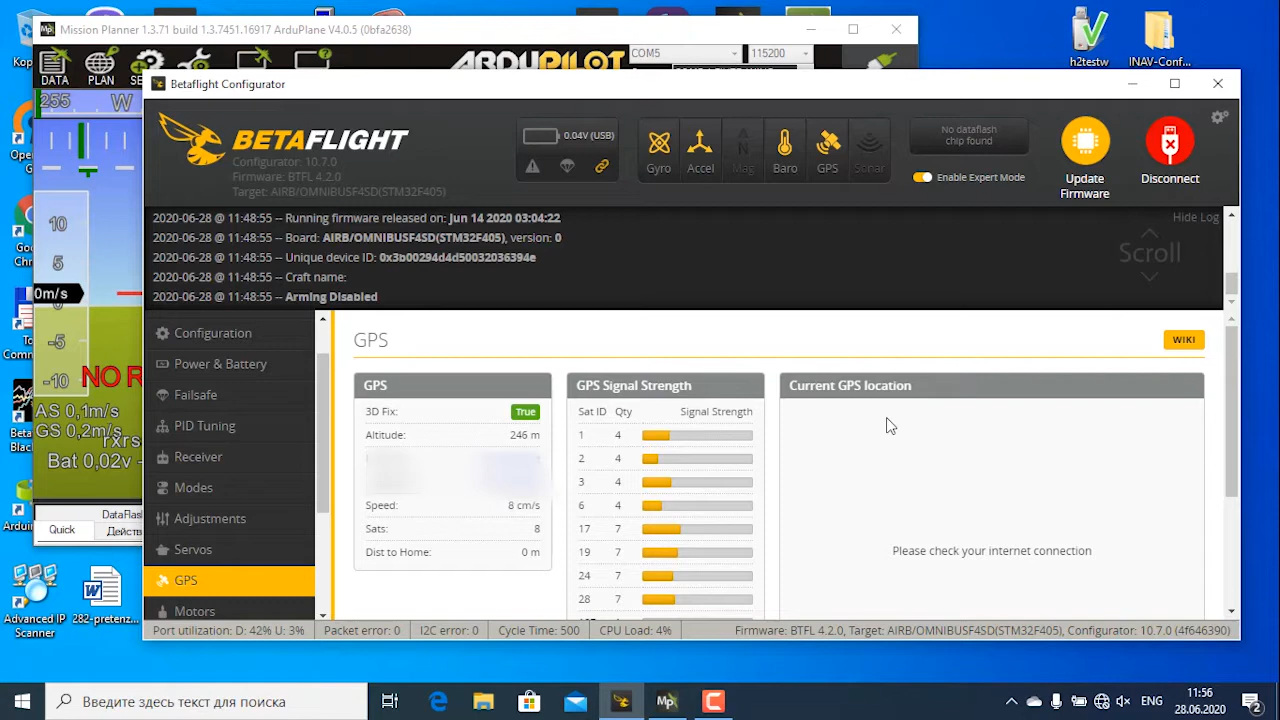 Mission Planner 1.3.71 build 1.3.7451.16917 ArduPlane V4.0.5 (0bfa2638)
h2testw
INAV-Conf...
DATA
PLAN
ARDUPILOT
COM5
115200
Betaflight Configurator
255
W
BETAFLIGHT
Configurator: 10.7.0
Firmware: BTFL 4.2.0
Target: AIRB/OMNIBUSF4SD(STM32F405)
0.04V (USB)
Gyro
Accel
Mag
Baro
GPS
Sonar
No dataflash
chip found
Enable Expert Mode
Update
Firmware
Disconnect
2020-06-28 @ 11:48:55 -- Running firmware released on: Jun 14 2020 03:04:22
2020-06-28 @ 11:48:55 -- Board: AIRB/OMNIBUSF4SD(STM32F405), version: 0
2020-06-28 @ 11:48:55 -- Unique device ID: 0x3b00294d4d50032036394e
2020-06-28 @ 11:48:55 -- Craft name:
2020-06-28 @ 11:48:55 -- Arming Disabled
Hide Log
Scroll
10
5
0m/s
0
-5
-10
NO R
AS 0,1m/s
GS 0,2m/s
rxrs
Bat 0,02v
Quick
Действ
Configuration
Power & Battery
Failsafe
PID Tuning
Receiver
Modes
Adjustments
Servos
GPS
Motors
GPS
WIKI
GPS
3D Fix: True
Altitude: 246 m
Speed: 8 cm/s
Sats: 8
Dist to Home: 0 m
GPS Signal Strength
Sat ID Qty Signal Strength
1 4
2 4
3 4
6 4
17 7
19 7
24 7
28 7
Current GPS location
Please check your internet connection
Port utilization: D: 42% U: 3%
Packet error: 0
I2C error: 0
Cycle Time: 500
CPU Load: 4%
Firmware: BTFL 4.2.0, Target: AIRB/OMNIBUSF4SD(STM32F405), Configurator: 10.7.0 (4f646390)
Advanced IP
Scanner
282-pretenz...
Введите здесь текст для поиска
ENG
11:56
28.06.2020
2